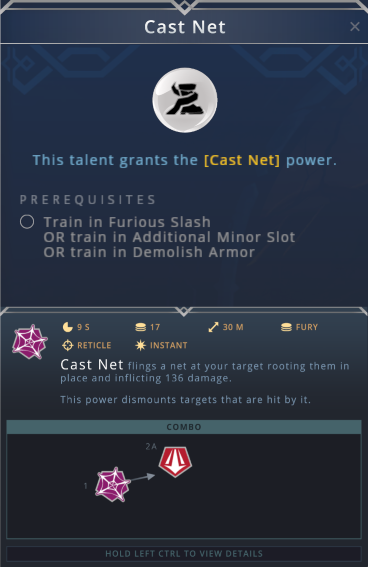 Cast Net
This talent grants the [Cast Net] power.
PREREQUISITES
Train in Furious Slash
OR train in Additional Minor Slot
OR train in Demolish Armor
9 S 17 30 M FURY
RETICLE INSTANT
Cast Net flings a net at your target rooting them in
place and inflicting 136 damage.
This power dismounts targets that are hit by it.
COMBO
2A
1
HOLD LEFT CTRL TO VIEW DETAILS